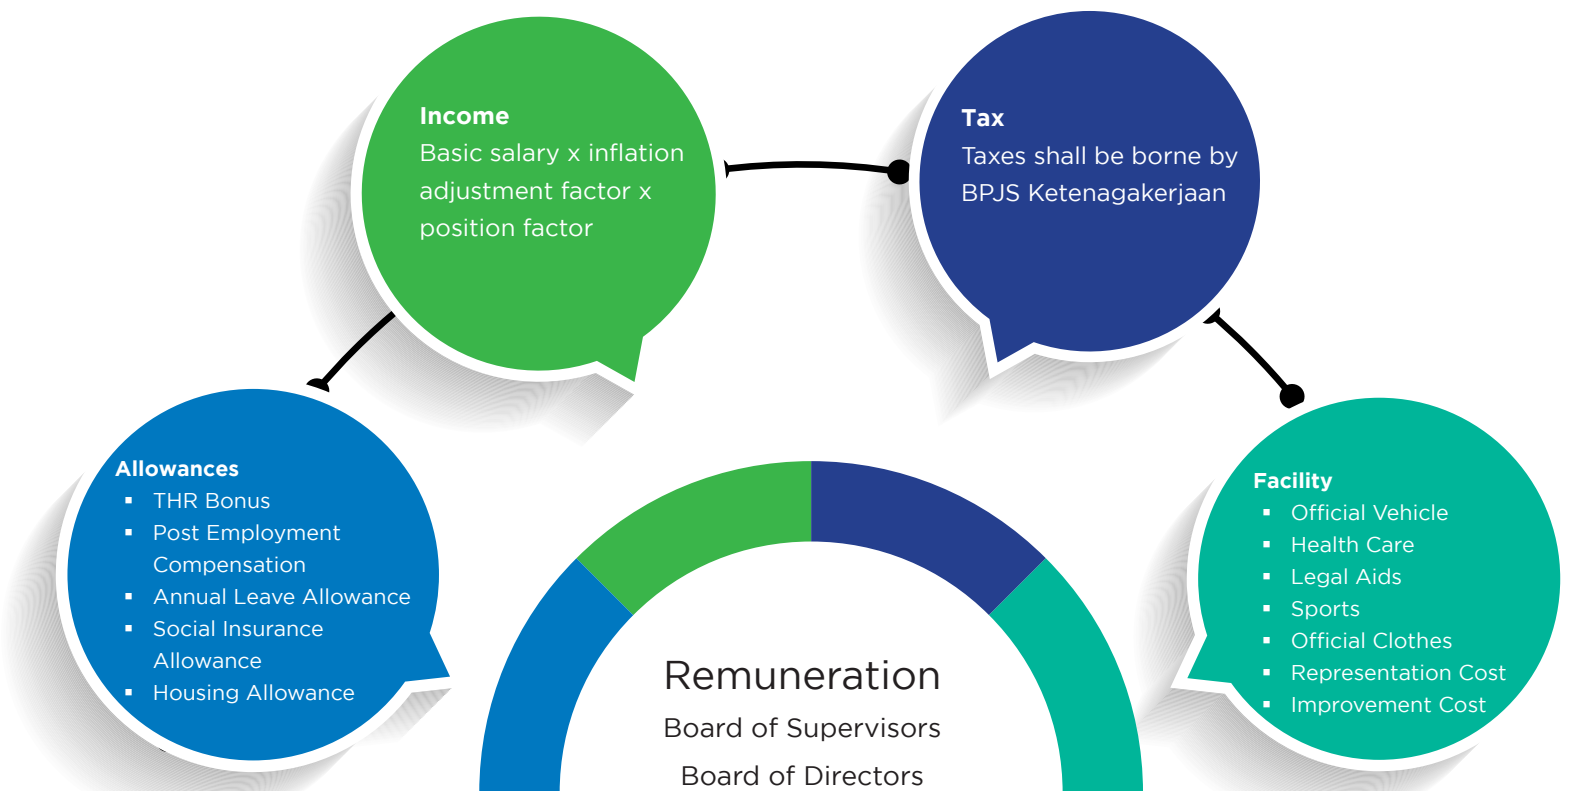 Income
Basic salary x inflation
adjustment factor x
position factor
Tax
Taxes shall be borne by
BPJS Ketenagakerjaan
Allowances
▪ THR Bonus
▪ Post Employment
Compensation
▪ Annual Leave Allowance
▪ Social Insurance
Allowance
▪ Housing Allowance
Facility
▪ Official Vehicle
▪ Health Care
▪ Legal Aids
▪ Sports
▪ Official Clothes
▪ Representation Cost
▪ Improvement Cost
Remuneration
Board of Supervisors
Board of Directors